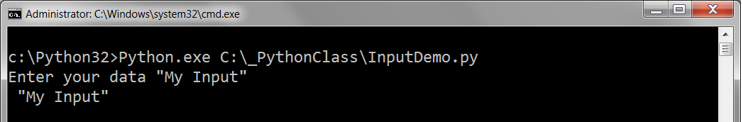 Administrator: C:\Windows\system32\cmd.exe
c:\Python32>Python.exe C:\_PythonClass\InputDemo.py
Enter your data "My Input"
 "My Input"